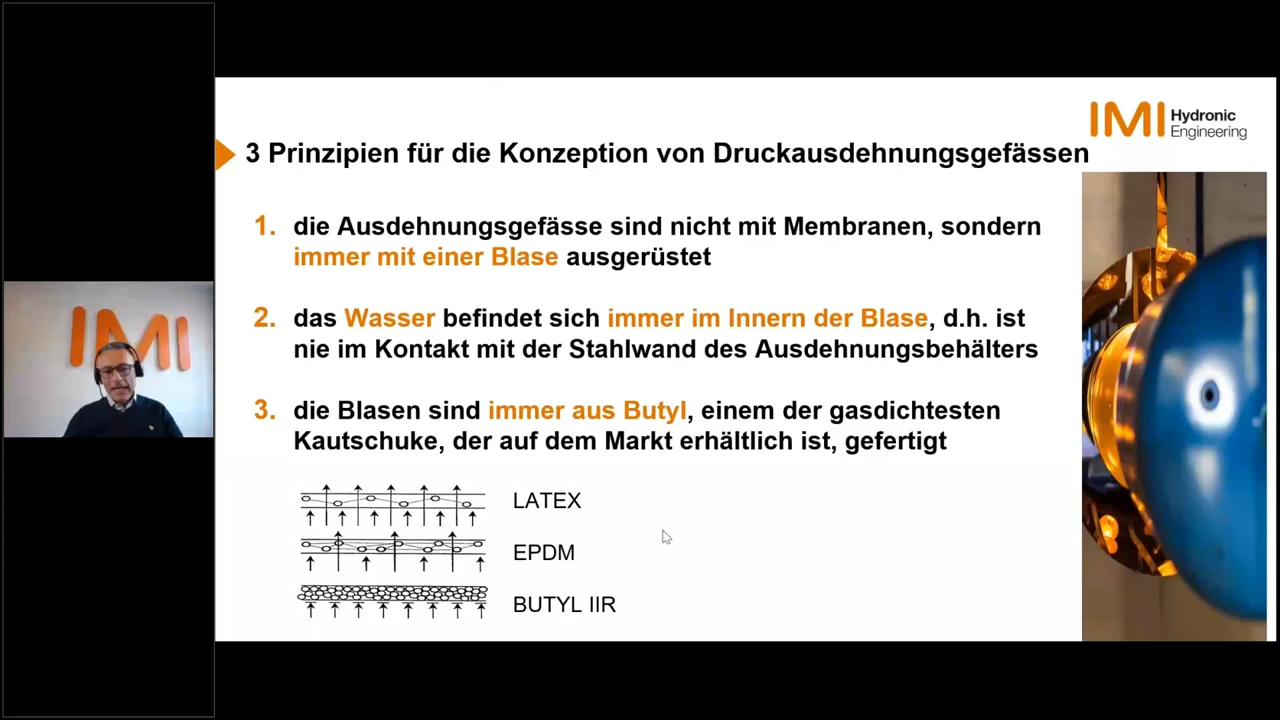 IMI Hydronic
Engineering
3 Prinzipien für die Konzeption von Druckausdehnungsgefässen
1. die Ausdehnungsgefässe sind nicht mit Membranen, sondern
immer mit einer Blase ausgerüstet
2. das Wasser befindet sich immer im Innern der Blase, d.h. ist
nie im Kontakt mit der Stahlwand des Ausdehnungsbehälters
3. die Blasen sind immer aus Butyl, einem der gasdichtesten
Kautschuke, der auf dem Markt erhältlich ist, gefertigt
LATEX
EPDM
BUTYL IIR
IMI